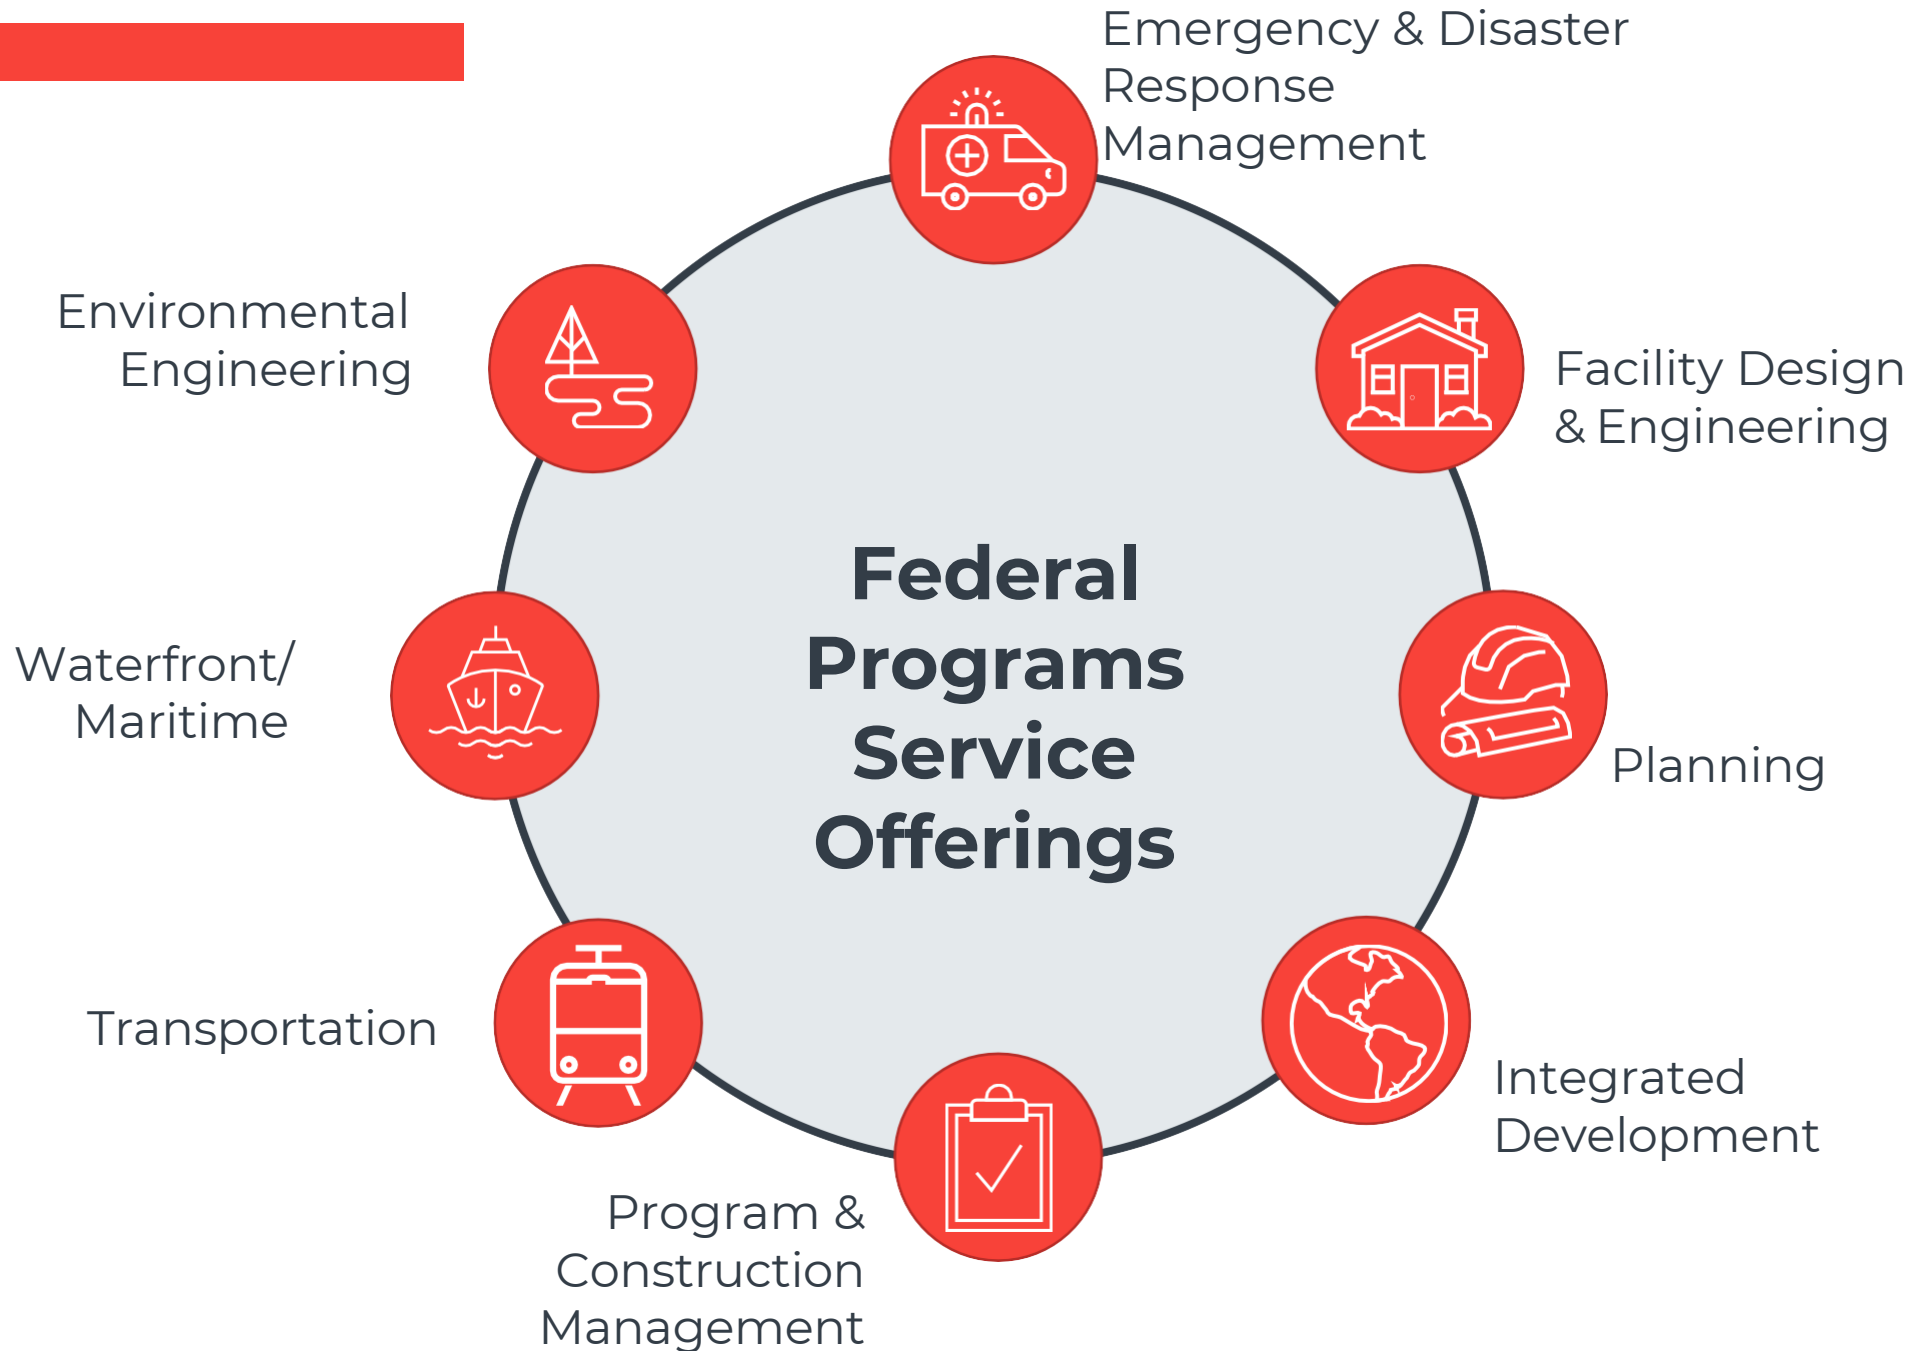 Emergency & Disaster
Response
Management
Environmental
Engineering
Facility Design
& Engineering
Federal
Programs
Service
Offerings
Waterfront/
Maritime
Planning
Transportation
Integrated
Development
Program &
Construction
Management